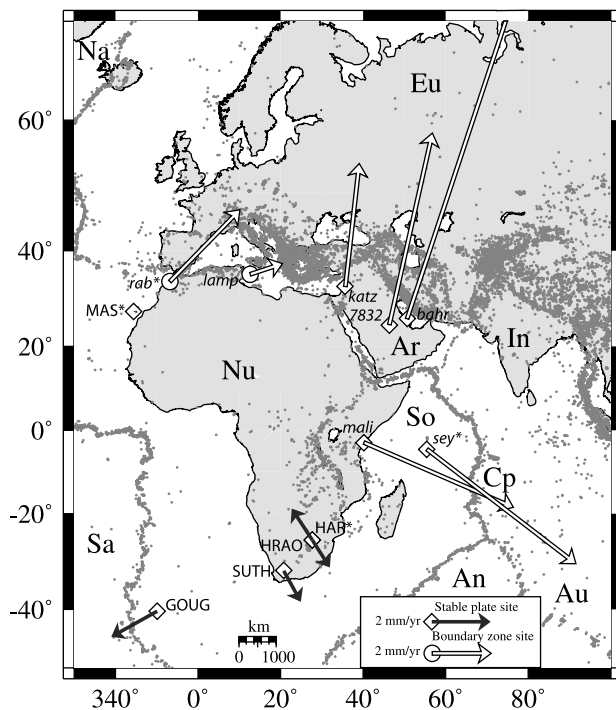 Na
Eu
60°
40°
rab*
lamp
katz
7832
bahr
MAS*
Ar
In
20°
Nu
So
mali
sey*
0°
Cp
HAR*
HRAO
-20°
Sa
SUTH
An
Au
GOUG
-40°
km
0 1000
Stable plate site
2 mm/yr
Boundary zone site
2 mm/yr
340° 0° 20° 40° 60° 80°